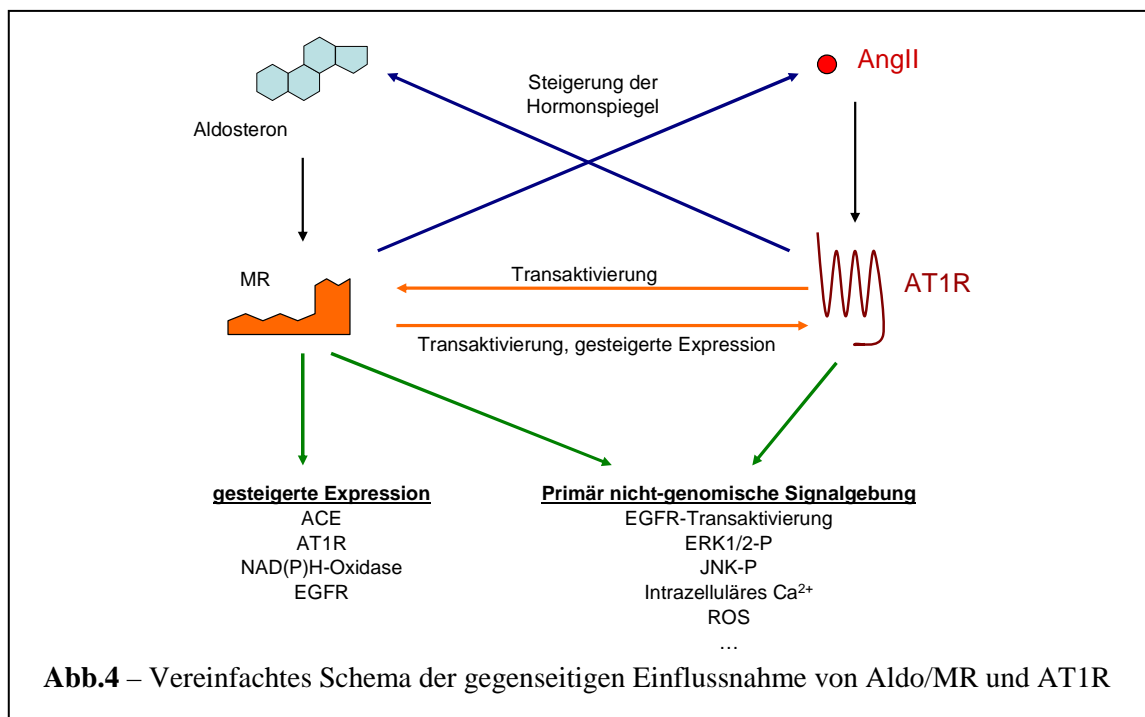 AngII
Steigerung der
Hormonspiegel
Aldosteron
MR
Transaktivierung
AT1R
Transaktivierung, gesteigerte Expression
gesteigerte Expression
ACE
AT1R
NAD(P)H-Oxidase
EGFR
Primär nicht-genomische Signalgebung
EGFR-Transaktivierung
ERK1/2-P
JNK-P
Intrazelluläres Ca²⁺
ROS
…
Abb.4 – Vereinfachtes Schema der gegenseitigen Einflussnahme von Aldo/MR und AT1R